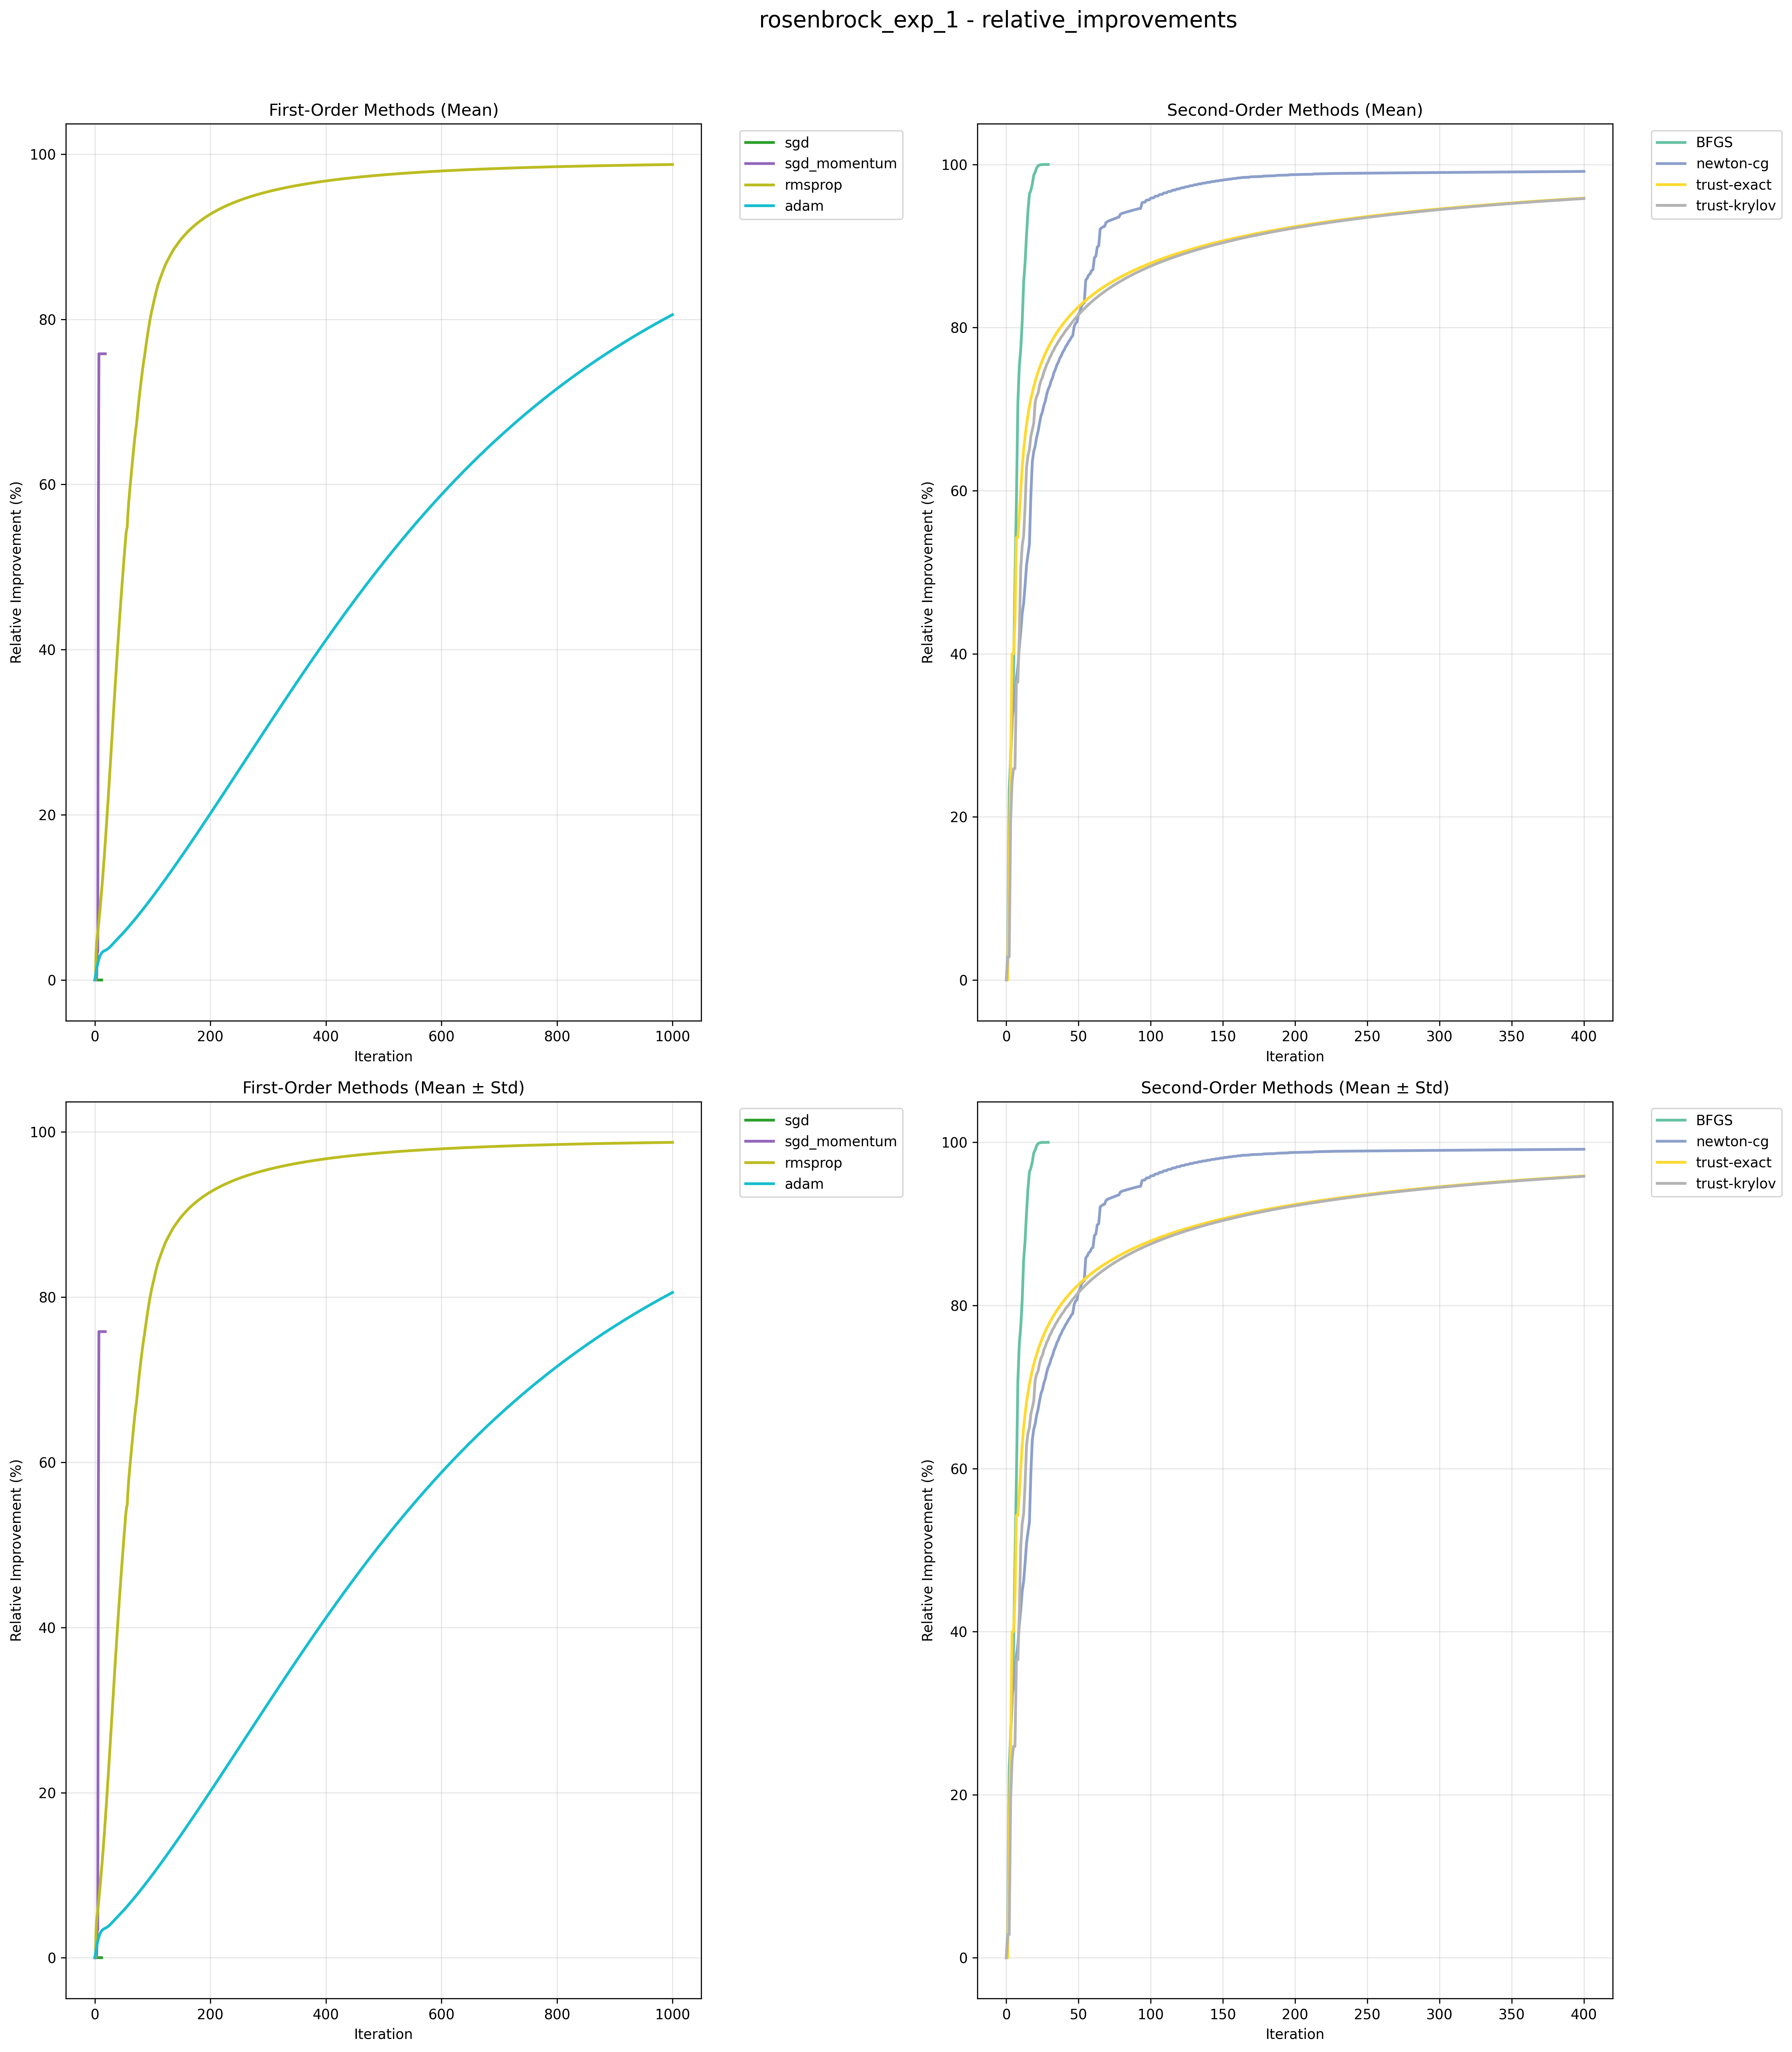 rosenbrock_exp_1 - relative_improvements
First-Order Methods (Mean)
Relative Improvement (%)
100
80
60
40
20
0
0 200 400 600 800 1000
Iteration
sgd
sgd_momentum
rmsprop
adam
Second-Order Methods (Mean)
Relative Improvement (%)
100
80
60
40
20
0
0 50 100 150 200 250 300 350 400
Iteration
BFGS
newton-cg
trust-exact
trust-krylov
First-Order Methods (Mean ± Std)
Relative Improvement (%)
100
80
60
40
20
0
0 200 400 600 800 1000
Iteration
sgd
sgd_momentum
rmsprop
adam
Second-Order Methods (Mean ± Std)
Relative Improvement (%)
100
80
60
40
20
0
0 50 100 150 200 250 300 350 400
Iteration
BFGS
newton-cg
trust-exact
trust-krylov